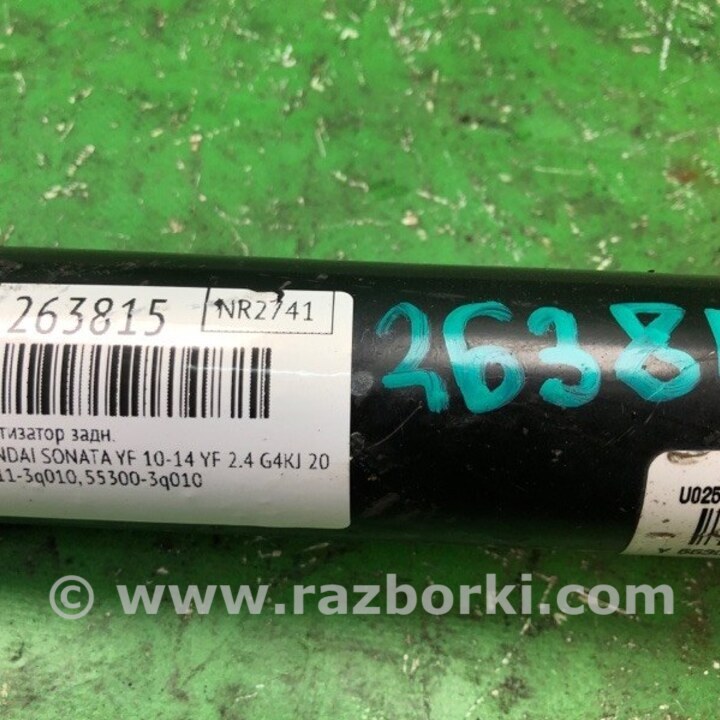 263815
NR2741
2638
тизатор задн.
NDAI SONATA YF 10-14 YF 2.4 G4KJ 20
11-3q010, 55300-3q010
U025
© www.razborki.com